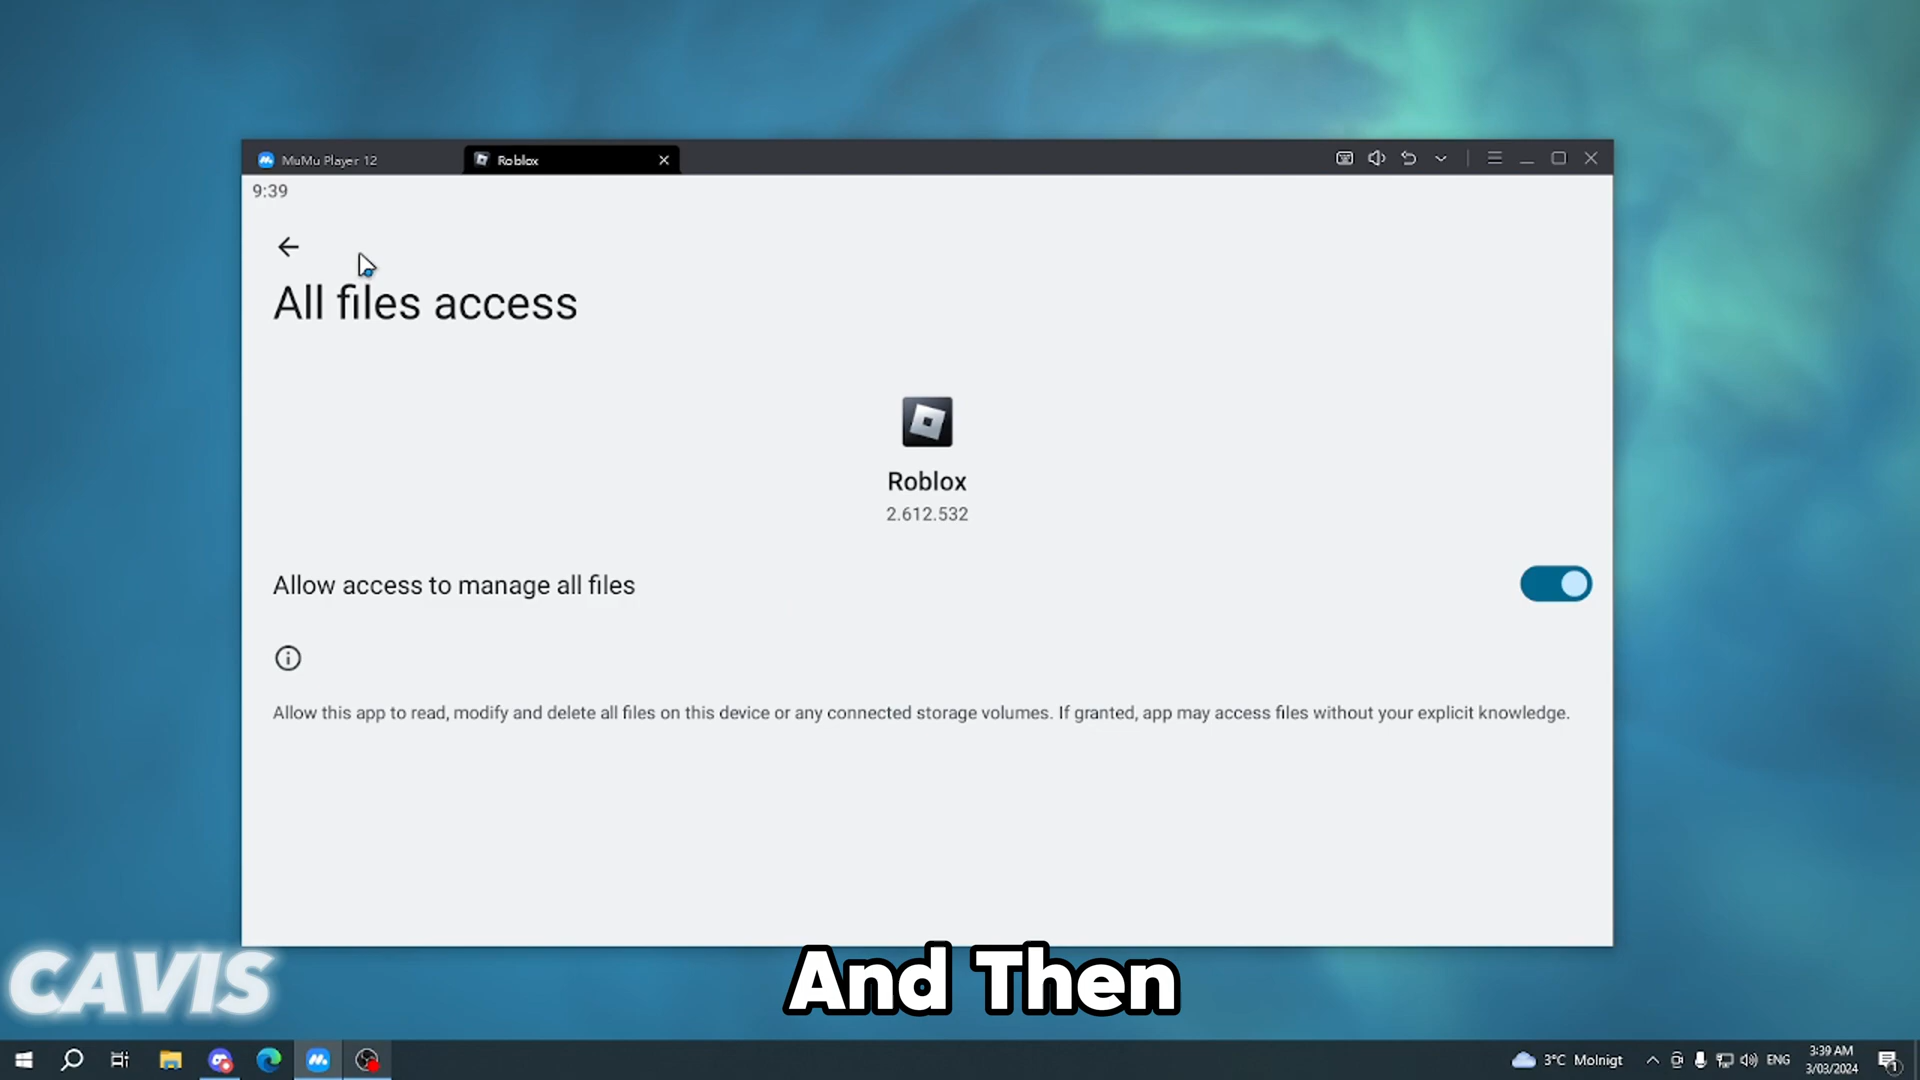 MuMu Player 12
Roblox
9:39
All files access
Roblox
2.612.532
Allow access to manage all files
Allow this app to read, modify and delete all files on this device or any connected storage volumes. If granted, app may access files without your explicit knowledge.
CAVIS
And Then
3°C Molnigt
ENG
3:39 AM
3/03/2024
1